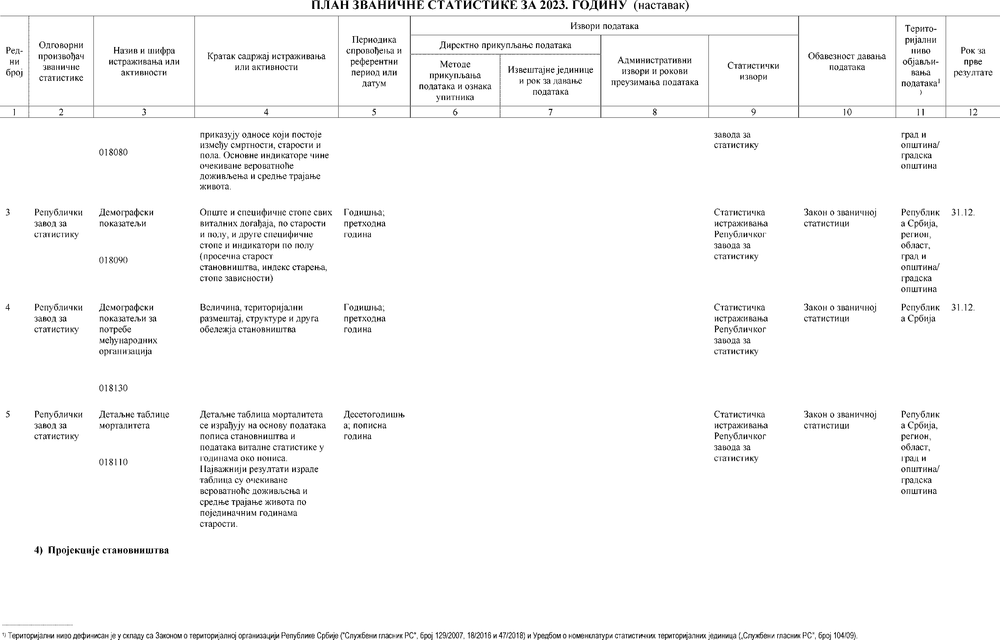 ПЛАН ЗВАНИЧНЕ СТАТИСТИКЕ ЗА 2023. ГОДИНУ (наставак)
Ред-
ни
број
Одговорни
произвођач
званичне
статистике
Назив и шифра
истраживања или
активности
Кратак садржај истраживања
или активности
Периодика
спровођења и
референтни
период или
датум
Извори података
Директно прикупљање података
Методе
прикупљања
података и ознака
упитника
Извештајне јединице
и рок за давање
података
Административни
извори и рокови
преузимања података
Статистички
извори
Обавезност давања
података
Терито-
ријални
ниво
објављи-
вања
података¹
)
Рок за
прве
резултате
1 2 3 4 5 6 7 8 9 10 11 12
018080
приказују односе који постоје
између смртности, старости и
пола. Основне индикаторе чине
очекиване вероватноће
доживљења и средње трајање
живота.
завода за
статистику
град и
општина/
градска
општина
3
Републички
завод за
статистику
Демографски
показатељи
018090
Опште и специфичне стопе свих
виталних догађаја, по старости
и полу, и друге специфичне
стопе и индикатори по полу
(просечна старост
становништва, индекс старења,
стопе зависности)
Годишња;
претходна
година
Статистичка
истраживања
Републичког
завода за
статистику
Закон о званичној
статистици
Републик
а Србија,
регион,
област,
град и
општина/
градска
општина
31.12.
4
Републички
завод за
статистику
Демографски
показатељи за
потребе
међународних
организација
018130
Величина, територијални
размештај, структуре и друга
обележја становништва
Годишња;
претходна
година
Статистичка
истраживања
Републичког
завода за
статистику
Закон о званичној
статистици
Републик
а Србија
31.12.
5
Републички
завод за
статистику
Детаљне таблице
морталитета
018110
Детаљне таблица морталитета
се израђују на основу података
пописа становништва и
података виталне статистике у
годинама око пописа.
Најважнији резултати израде
таблица су очекиване
вероватноће доживљења и
средње трајање живота по
појединачним годинама
старости.
Десетогодишњ
а; пописна
година
Статистичка
истраживања
Републичког
завода за
статистику
Закон о званичној
статистици
Републик
а Србија,
регион,
област,
град и
општина/
градска
општина
4) Пројекције становништва
¹⁾ Територијални ниво дефинисан је у складу са Законом о територијалној организацији Републике Србије ("Службени гласник РС", број 129/2007, 18/2016 и 47/2018) и Уредбом о номенклатури статистичких територијалних јединица („Службени гласник РС", број 104/09).